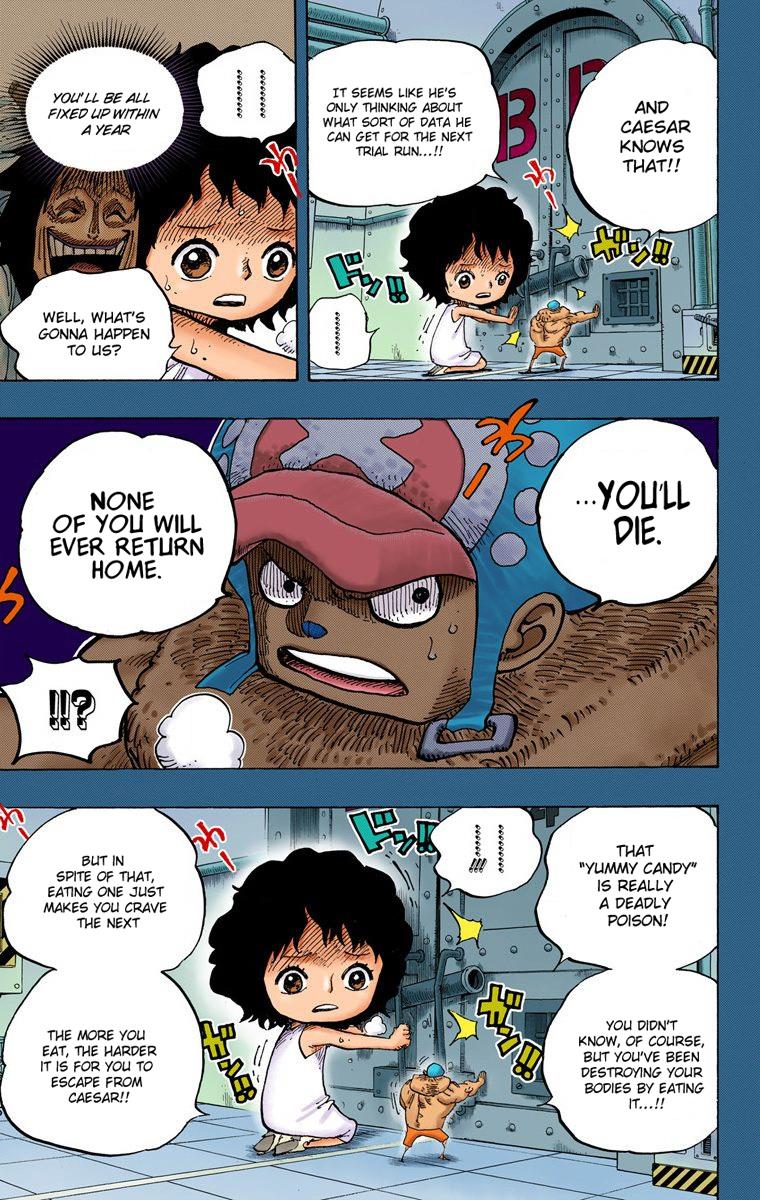 AND
CAESAR
KNOWS
THAT!!
IT SEEMS LIKE HE'S
ONLY THINKING ABOUT
WHAT SORT OF DATA HE
CAN GET FOR THE NEXT
TRIAL RUN...!!
B
ドン!!
YOU'LL BE ALL
FIXED UP WITHIN
A YEAR
WELL, WHAT'S
GONNA HAPPEN
TO US?
...YOU'LL
DIE.
NONE
OF YOU WILL
EVER RETURN
HOME.
!!?
THAT
"YUMMY CANDY"
IS REALLY
A DEADLY
POISON!
YOU DIDN'T
KNOW, OF COURSE,
BUT YOU'VE BEEN
DESTROYING YOUR
BODIES BY EATING
IT...!!
ドン!!
BUT IN
SPITE OF THAT,
EATING ONE JUST
MAKES YOU CRAVE
THE NEXT
THE MORE YOU
EAT, THE HARDER
IT IS FOR YOU TO
ESCAPE FROM
CAESAR!!